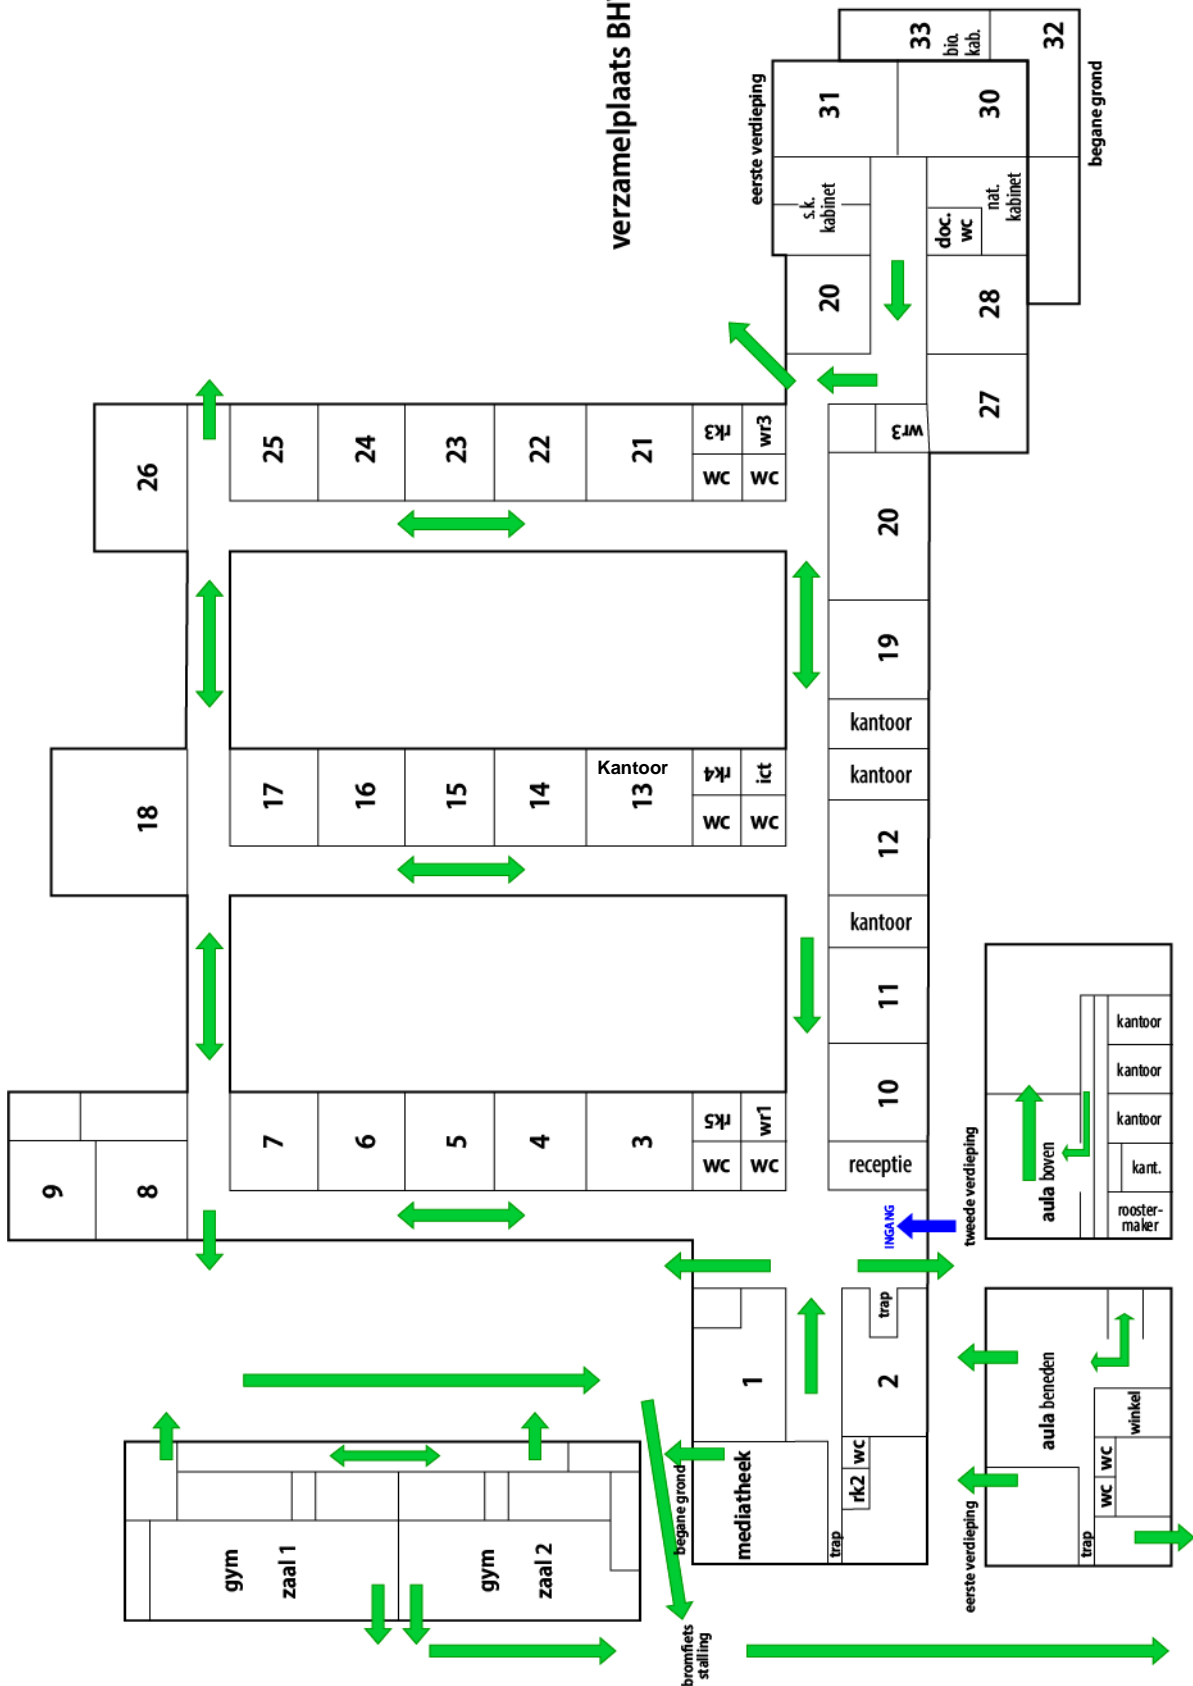 verzamelplaats BH
33
bio.
kab.
32
eerste verdieping
31
30
begane grond
s.k.
kabinet
doc.
wc
nat.
kabinet
20
28
27
wr3
26
25
24
23
22
21
rk3
wr3
wc
wc
20
19
kantoor
kantoor
12
kantoor
11
10
receptie
18
17
16
15
14
Kantoor
13
rk4
ict
wc
wc
9
8
7
6
5
4
3
rk5
wr1
wc
wc
INGANG
tweede verdieping
aula boven
kantoor
kantoor
kantoor
kant.
rooster-
maker
1
trap
2
mediatheek
wc
rk2
trap
begane grond
aula beneden
winkel
wc
wc
trap
eerste verdieping
gym
zaal 1
gym
zaal 2
bromfiets
stalling